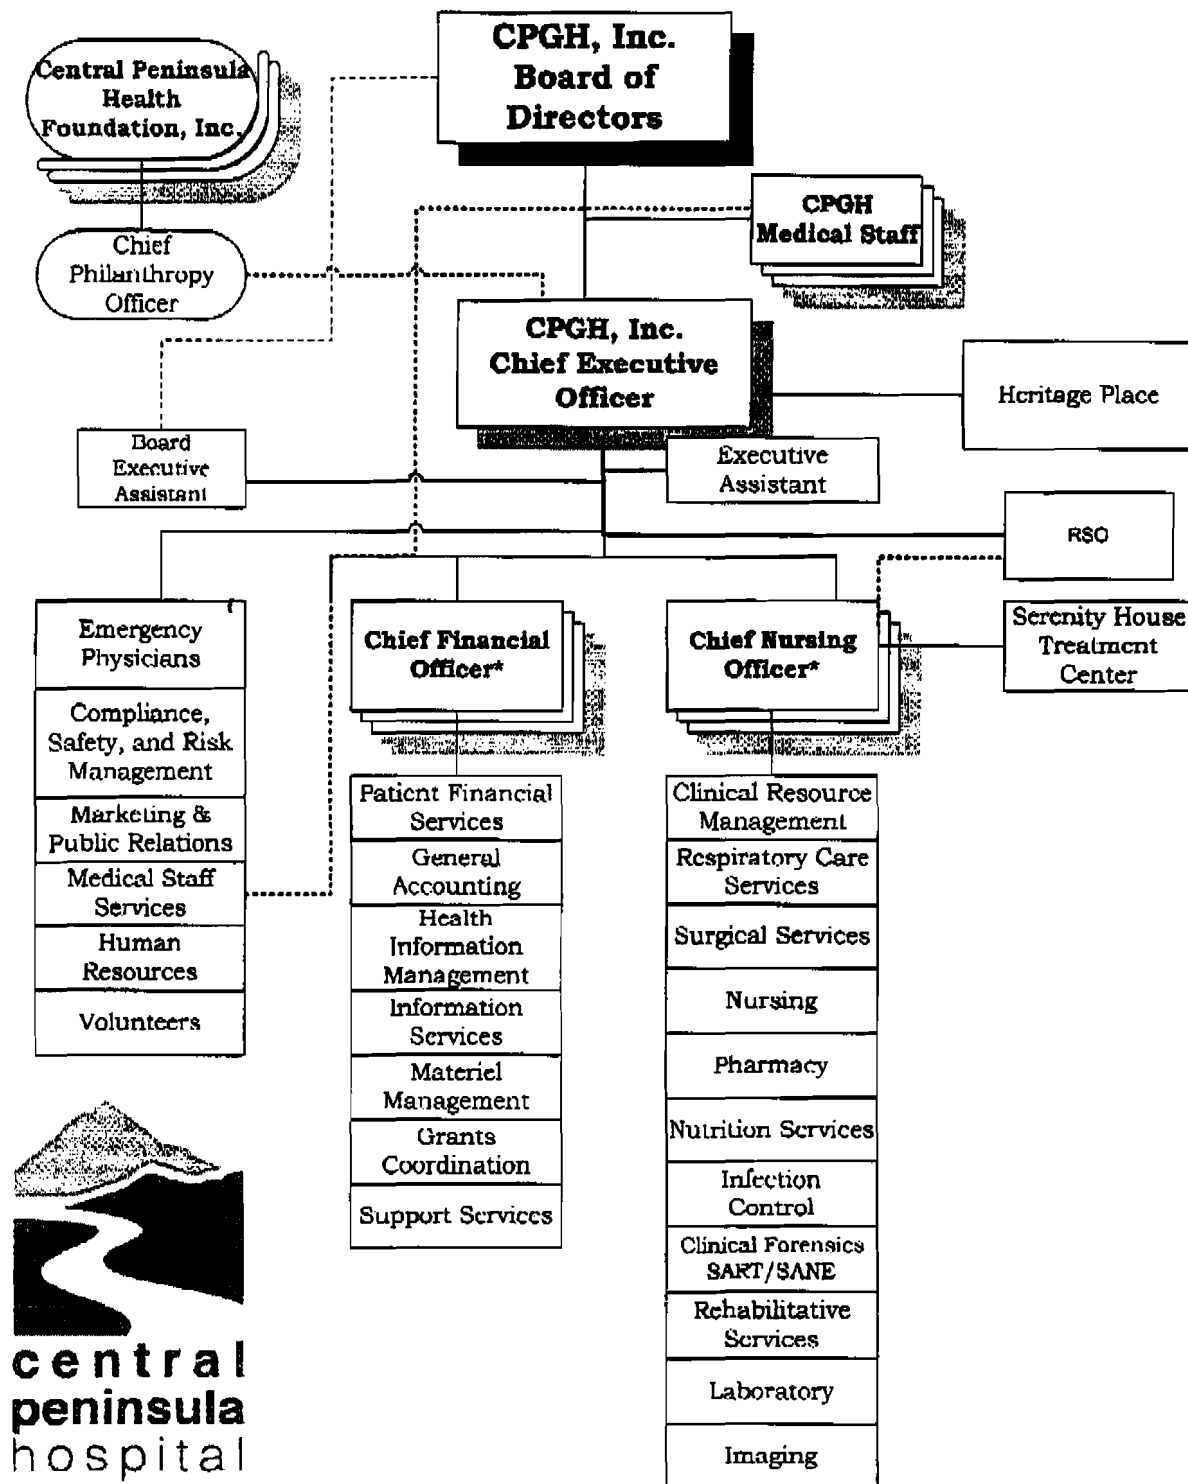 CPGH, Inc.
Board of
Directors
Central Peninsula
Health
Foundation, Inc.
CPGH
Medical Staff
Chief
Philanthropy
Officer
CPGH, Inc.
Chief Executive
Officer
Heritage Place
Board
Executive
Assistant
Executive
Assistant
RSO
Emergency
Physicians
Compliance,
Safety, and Risk
Management
Marketing &
Public Relations
Medical Staff
Services
Human
Resources
Volunteers
Chief Financial
Officer*
Patient Financial
Services
General
Accounting
Health
Information
Management
Information
Services
Materiel
Management
Grants
Coordination
Support Services
Chief Nursing
Officer*
Serenity House
Treatment
Center
Clinical Resource
Management
Respiratory Care
Services
Surgical Services
Nursing
Pharmacy
Nutrition Services
Infection
Control
Clinical Forensics
SART/SANE
Rehabilitative
Services
Laboratory
Imaging
central
peninsula
hospital